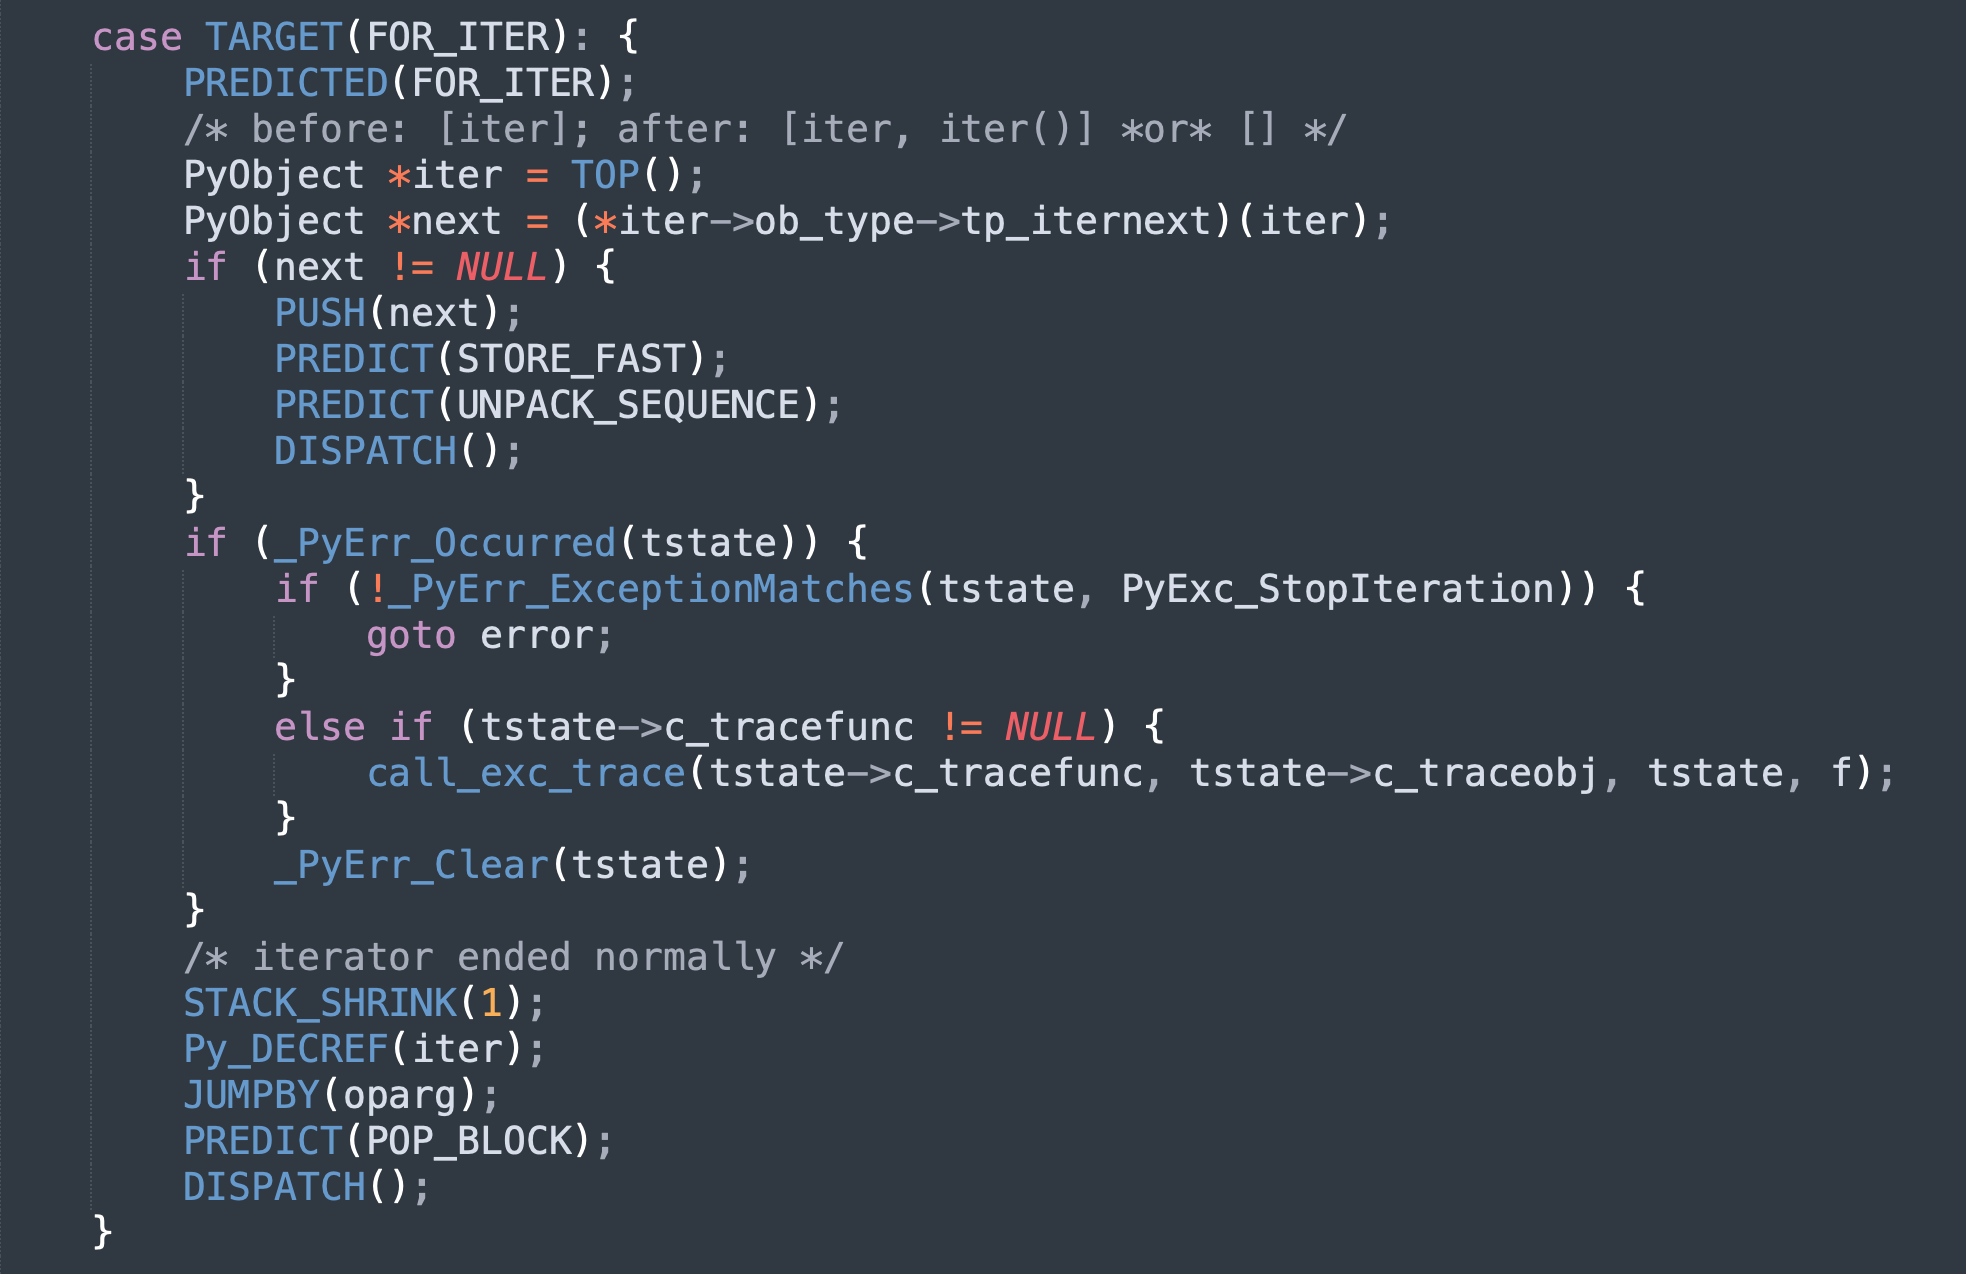 case TARGET(FOR_ITER): {
    PREDICTED(FOR_ITER);
    /* before: [iter]; after: [iter, iter()] *or* [] */
    PyObject *iter = TOP();
    PyObject *next = (*iter->ob_type->tp_iternext)(iter);
    if (next != NULL) {
        PUSH(next);
        PREDICT(STORE_FAST);
        PREDICT(UNPACK_SEQUENCE);
        DISPATCH();
    }
    if (_PyErr_Occurred(tstate)) {
        if (!_PyErr_ExceptionMatches(tstate, PyExc_StopIteration)) {
            goto error;
        }
        else if (tstate->c_tracefunc != NULL) {
            call_exc_trace(tstate->c_tracefunc, tstate->c_traceobj, tstate, f);
        }
        _PyErr_Clear(tstate);
    }
    /* iterator ended normally */
    STACK_SHRINK(1);
    Py_DECREF(iter);
    JUMPBY(oparg);
    PREDICT(POP_BLOCK);
    DISPATCH();
}